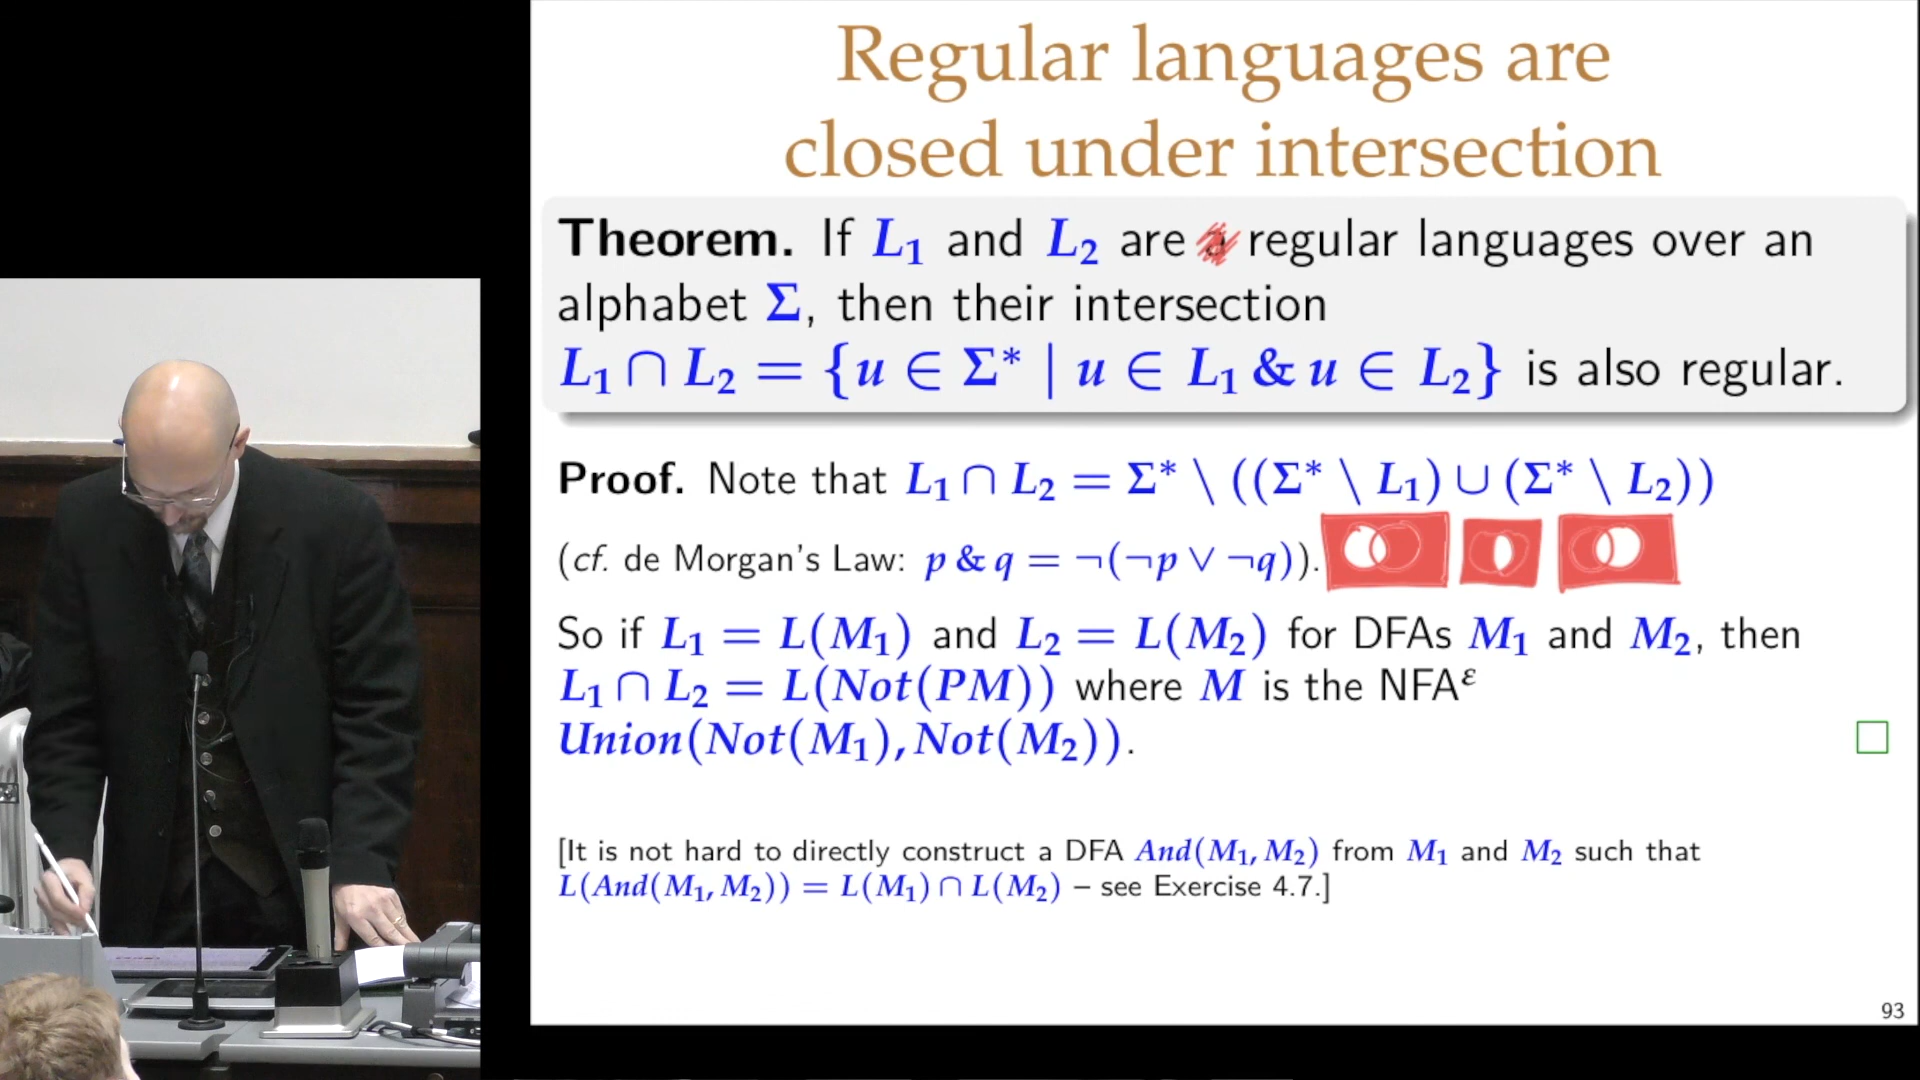 Regular languages are
closed under intersection
Theorem. If L₁ and L₂ are regular languages over an
alphabet Σ, then their intersection
L₁ ∩ L₂ = {u ∈ Σ* | u ∈ L₁ & u ∈ L₂} is also regular.
Proof. Note that L₁ ∩ L₂ = Σ* \ ((Σ* \ L₁) ∪ (Σ* \ L₂))
(cf. de Morgan's Law: p & q = ¬(¬p ∨ ¬q)).
So if L₁ = L(M₁) and L₂ = L(M₂) for DFAs M₁ and M₂, then
L₁ ∩ L₂ = L(Not(PM)) where M is the NFAᵋ
Union(Not(M₁), Not(M₂)).
[It is not hard to directly construct a DFA And(M₁, M₂) from M₁ and M₂ such that
L(And(M₁, M₂)) = L(M₁) ∩ L(M₂) – see Exercise 4.7.]
93